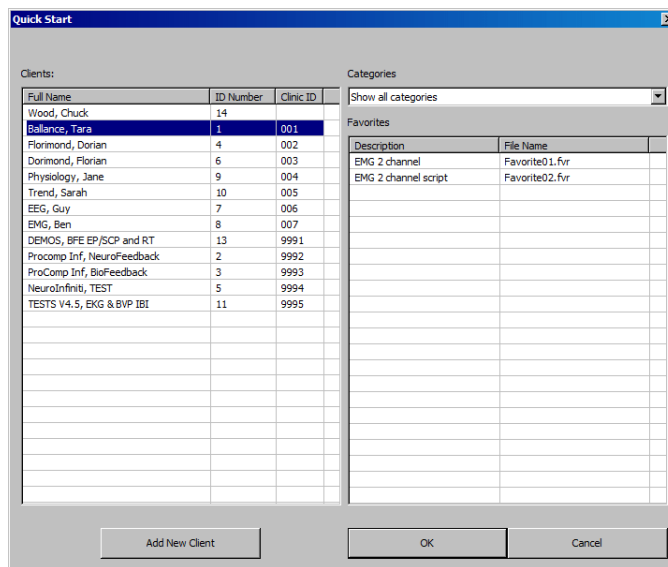 Quick Start
Clients:
Full Name ID Number Clinic ID
Wood, Chuck 14
Ballance, Tara 1 001
Florimond, Dorian 4 002
Dorimond, Florian 6 003
Physiology, Jane 9 004
Trend, Sarah 10 005
EEG, Guy 7 006
EMG, Ben 8 007
DEMOS, BFE EP/SCP and RT 13 9991
Procomp Inf, NeuroFeedback 2 9992
ProComp Inf, BioFeedback 3 9993
NeuroInfiniti, TEST 5 9994
TESTS V4.5, EKG & BVP IBI 11 9995
Categories
Show all categories
Favorites
Description File Name
EMG 2 channel Favorite01.fvr
EMG 2 channel script Favorite02.fvr
Add New Client OK Cancel